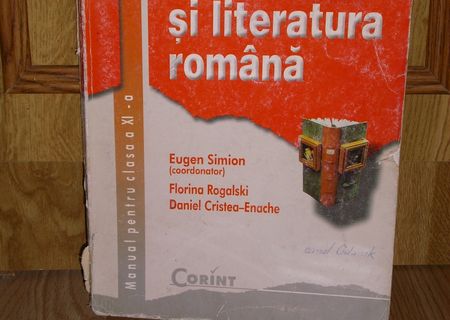 și literatura
română
Eugen Simion
(coordonator)
Florina Rogalski
Daniel Cristea-Enache
Manual pentru clasa a XI-a
CORINT